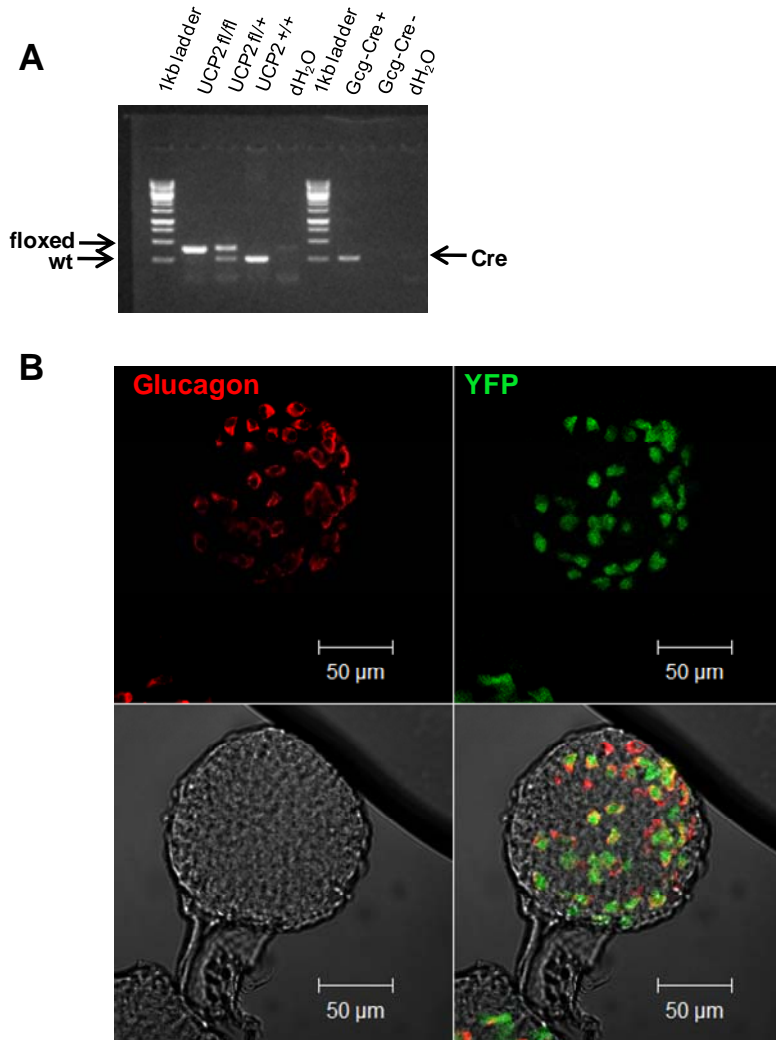 A
1kb ladder
UCP2 fl/fl
UCP2 fl/+
UCP2 +/+
dH₂O
1kb ladder
Gcg-Cre +
Gcg-Cre -
dH₂O
floxed
wt
Cre
B
Glucagon
YFP
50 µm
50 µm
50 µm
50 µm